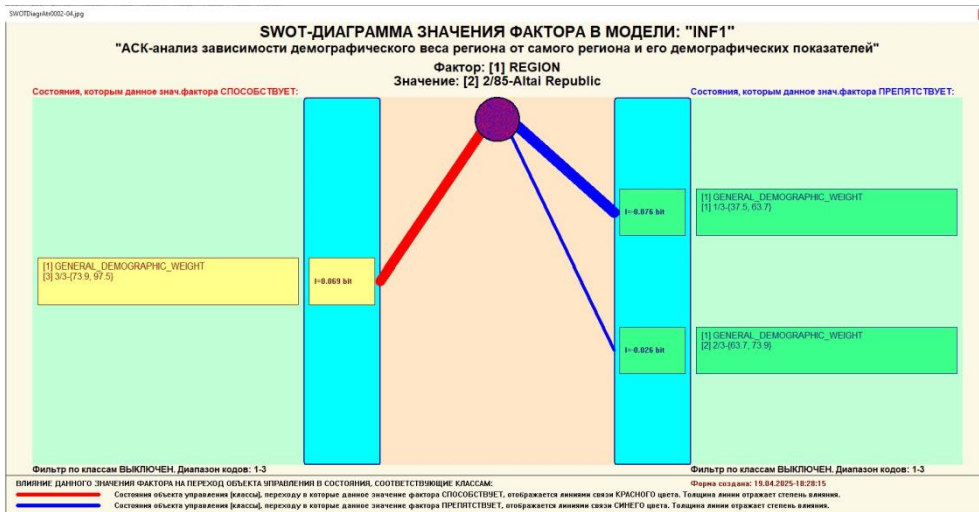 SWOTDiagrAtr0002-04.jpg
SWOT-ДИАГРАММА ЗНАЧЕНИЯ ФАКТОРА В МОДЕЛИ: "INF1"
"АСК-анализ зависимости демографического веса региона от самого региона и его демографических показателей"
Фактор: [1] REGION
Значение: [2] 2/85-Altai Republic
Состояния, которым данное знач.фактора СПОСОБСТВУЕТ:
Состояния, которым данное знач.фактора ПРЕПЯТСТВУЕТ:
I=-0.076 bit
[1] GENERAL_DEMOGRAPHIC_WEIGHT
[1] 1/3-{37.5, 63.7}
[1] GENERAL_DEMOGRAPHIC_WEIGHT
[3] 3/3-{73.9, 97.5}
I=0.069 bit
I=-0.026 bit
[1] GENERAL_DEMOGRAPHIC_WEIGHT
[2] 2/3-{63.7, 73.9}
Фильтр по классам ВЫКЛЮЧЕН. Диапазон кодов: 1-3
Фильтр по классам ВЫКЛЮЧЕН. Диапазон кодов: 1-3
ВЛИЯНИЕ ДАННОГО ЗНАЧЕНИЯ ФАКТОРА НА ПЕРЕХОД ОБЪЕКТА УПРАВЛЕНИЯ В СОСТОЯНИЯ, СООТВЕТСТВУЮЩИЕ КЛАССАМ:
Форма создана: 19.04.2025-18:28:15
Состояния объекта управления (классы), переходу в которые данное значение фактора СПОСОБСТВУЕТ, отображается линиями связи КРАСНОГО цвета. Толщина линии отражает степень влияния.
Состояния объекта управления (классы), переходу в которые данное значение фактора ПРЕПЯТСТВУЕТ, отображается линиями связи СИНЕГО цвета. Толщина линии отражает степень влияния.